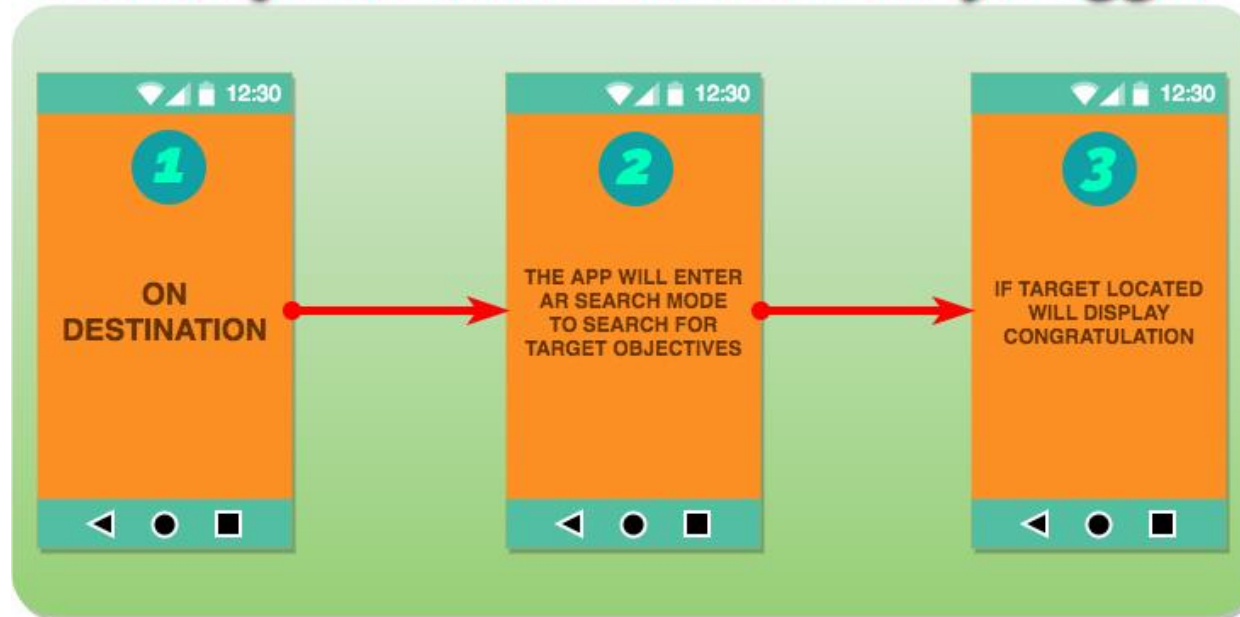 12:30
1
ON
DESTINATION
12:30
2
THE APP WILL ENTER
AR SEARCH MODE
TO SEARCH FOR
TARGET OBJECTIVES
12:30
3
IF TARGET LOCATED
WILL DISPLAY
CONGRATULATION